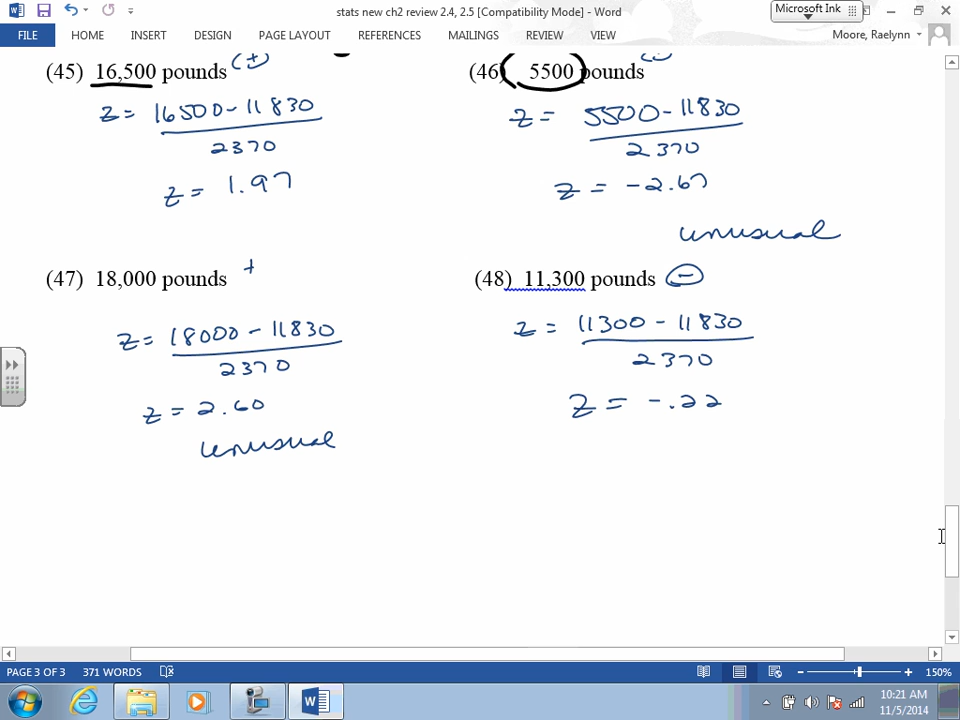 stats new ch2 review 2.4, 2.5 [Compatibility Mode] - Word
Microsoft Ink
FILE HOME INSERT DESIGN PAGE LAYOUT REFERENCES MAILINGS REVIEW VIEW Moore, Raelynn
(45) 16,500 pounds (+)
z = 16500 - 11830
2370
z = 1.97
(46) 5500 pounds
z = 5500 - 11830
2370
z = -2.67
unusual
(47) 18,000 pounds +
z = 18000 - 11830
2370
z = 2.60
unusual
(48) 11,300 pounds (-)
z = 11300 - 11830
2370
z = -.22
PAGE 3 OF 3 371 WORDS 150%
10:21 AM
11/5/2014